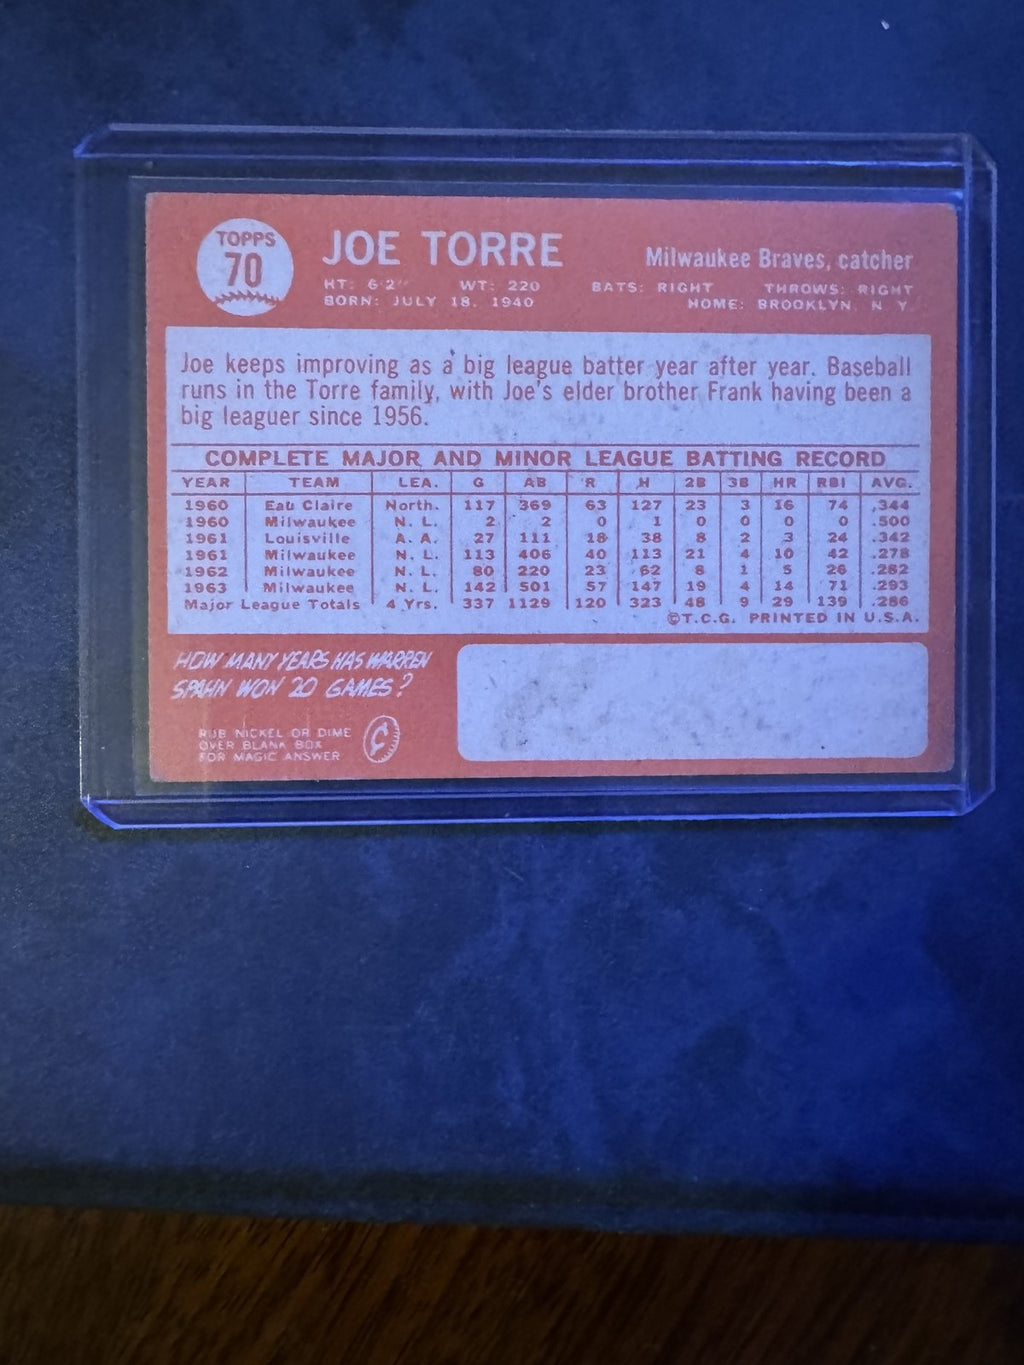 TOPPS
70
JOE TORRE
Milwaukee Braves, catcher
HT: 6'2" WT: 220 BATS: RIGHT THROWS: RIGHT
BORN: JULY 18, 1940 HOME: BROOKLYN, N. Y.
Joe keeps improving as a big league batter year after year. Baseball
runs in the Torre family, with Joe's elder brother Frank having been a
big leaguer since 1956.
COMPLETE MAJOR AND MINOR LEAGUE BATTING RECORD
YEAR TEAM LEA. G AB R H 2B 3B HR RBI AVG.
1960 Eau Claire North. 117 369 63 127 23 3 16 74 .344
1960 Milwaukee N. L. 2 2 0 1 0 0 0 0 .500
1961 Louisville A. A. 27 111 18 38 8 2 3 24 .342
1961 Milwaukee N. L. 113 406 40 113 21 4 10 42 .278
1962 Milwaukee N. L. 80 220 23 62 8 1 5 26 .282
1963 Milwaukee N. L. 142 501 57 147 19 4 14 71 .293
Major League Totals 4 Yrs. 337 1129 120 323 48 9 29 139 .286
©T.C.G. PRINTED IN U.S.A.
HOW MANY YEARS HAS WARREN
SPAHN WON 20 GAMES?
RUB NICKEL OR DIME
OVER BLANK BOX
FOR MAGIC ANSWER
¢